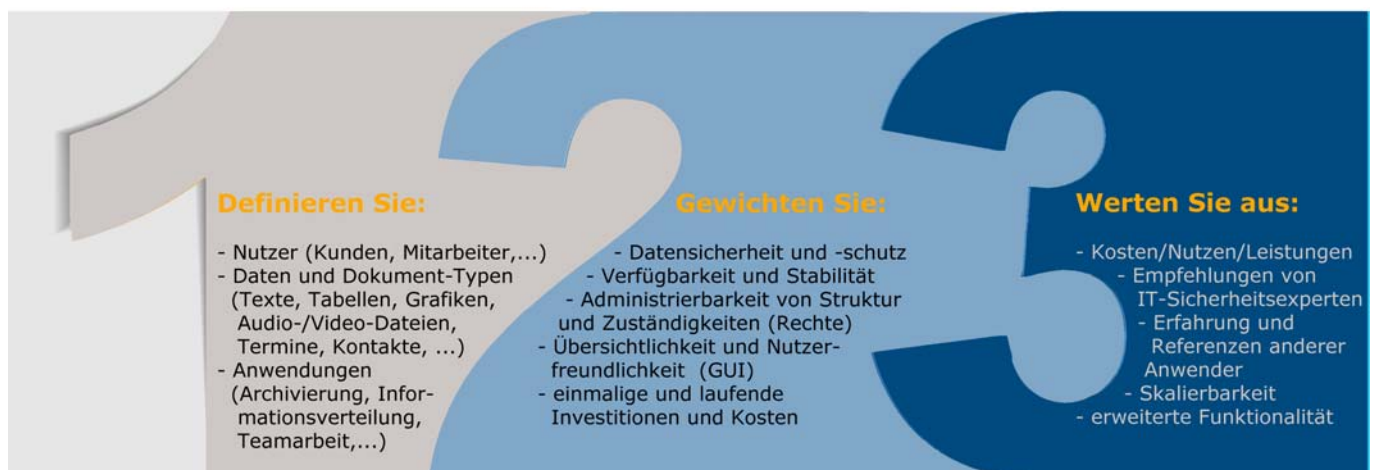 1
2
3
Definieren Sie:
- Nutzer (Kunden, Mitarbeiter,...)
- Daten und Dokument-Typen
(Texte, Tabellen, Grafiken,
Audio-/Video-Dateien,
Termine, Kontakte, ...)
- Anwendungen
(Archivierung, Infor-
mationsverteilung,
Teamarbeit,...)
Gewichten Sie:
- Datensicherheit und -schutz
- Verfügbarkeit und Stabilität
- Administrierbarkeit von Struktur
und Zuständigkeiten (Rechte)
- Übersichtlichkeit und Nutzer-
freundlichkeit (GUI)
- einmalige und laufende
Investitionen und Kosten
Werten Sie aus:
- Kosten/Nutzen/Leistungen
- Empfehlungen von
IT-Sicherheitsexperten
- Erfahrung und
Referenzen anderer
Anwender
- Skalierbarkeit
- erweiterte Funktionalität